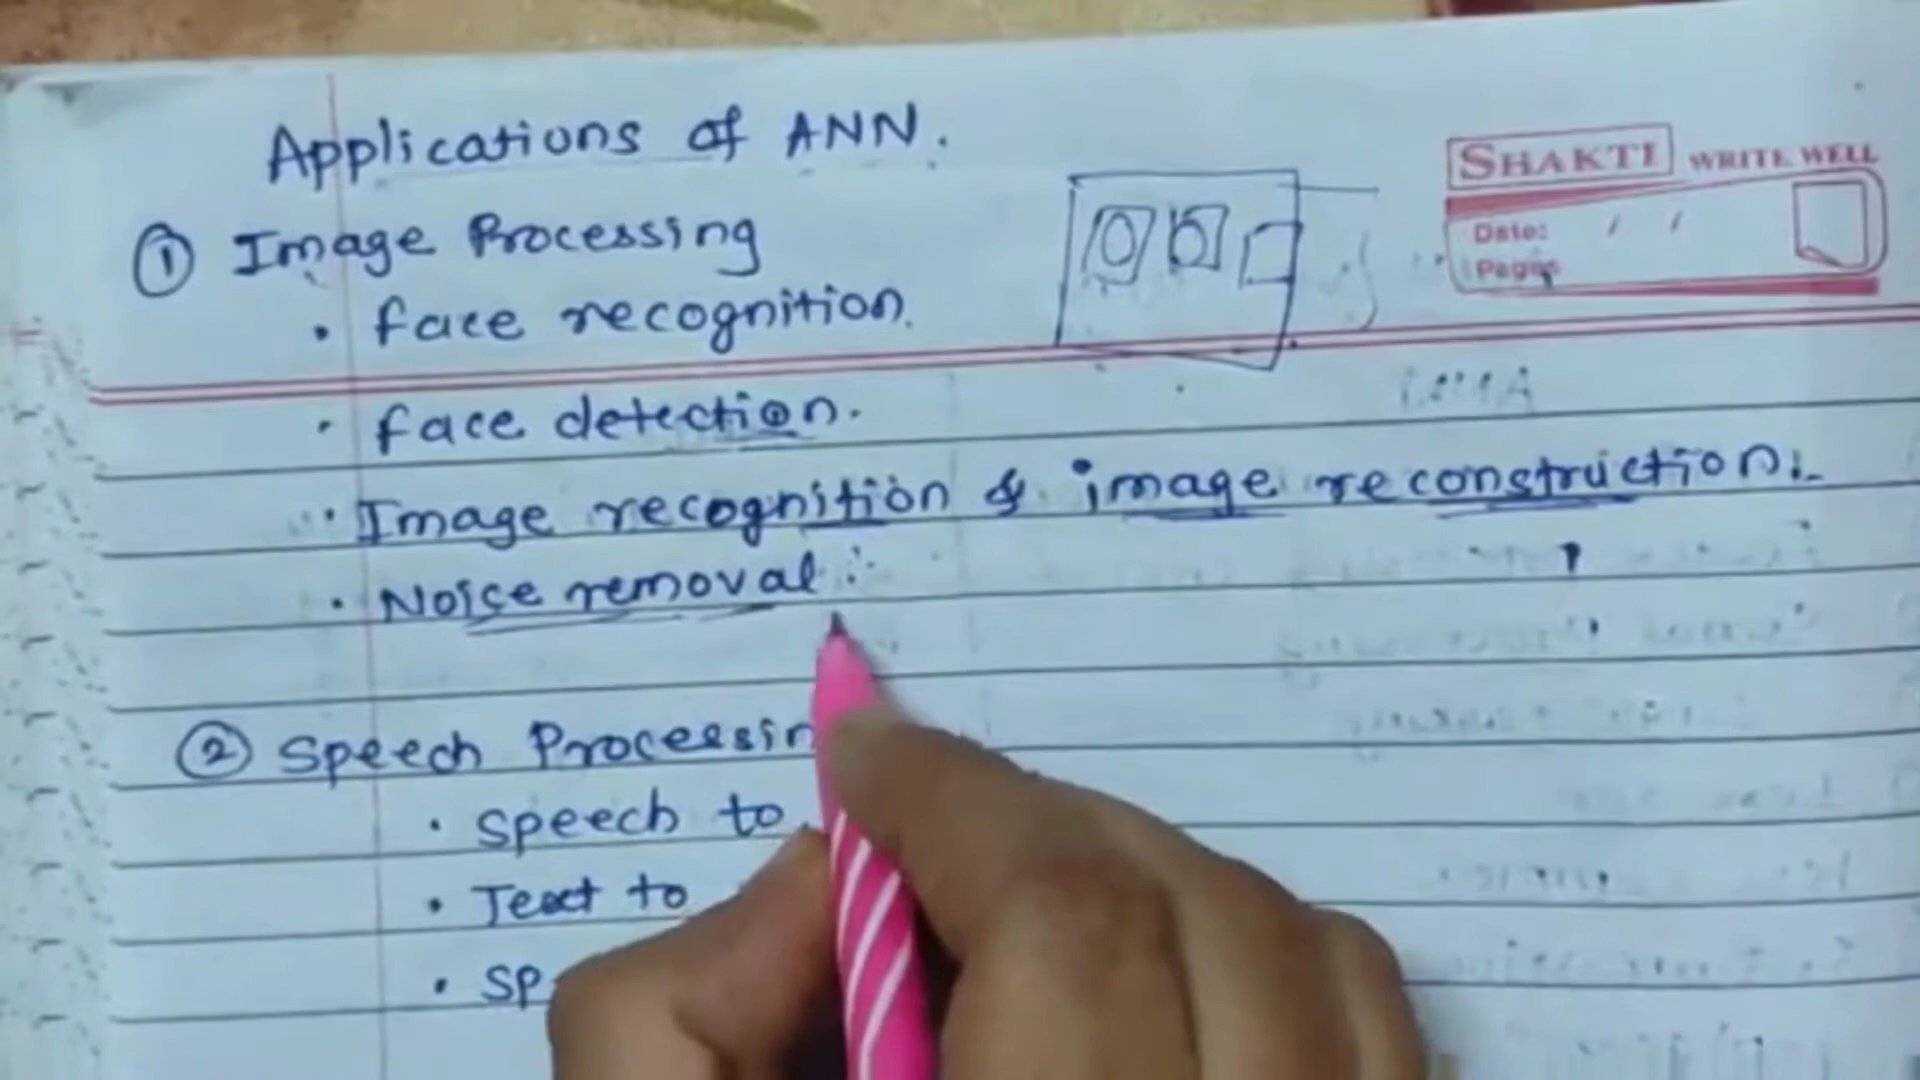 Applications of ANN.
SHAKTI WRITE WELL
Date: / /
Page:
① Image Processing
• face recognition.
• face detection.
• Image recognition & image reconstruction.
• Noise removal
② Speech Processin
• Speech to
• Text to
• Sp